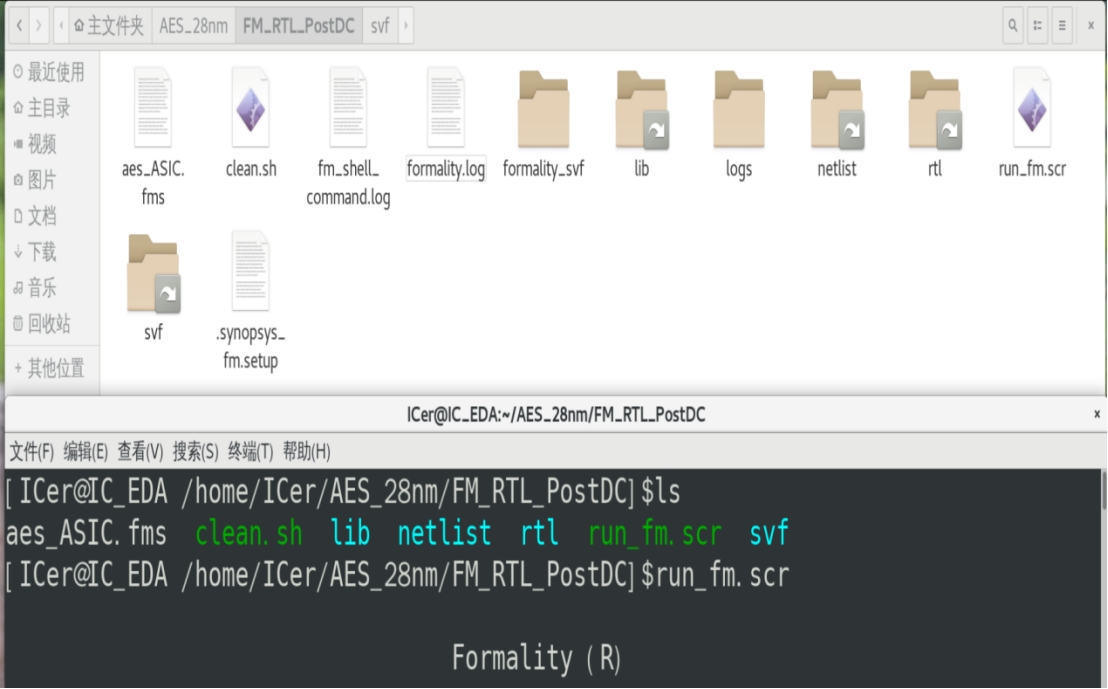 主文件夹 AES_28nm FM_RTL_PostDC svf
最近使用
主目录
视频
图片
文档
下载
音乐
回收站
其他位置
aes_ASIC.fms
clean.sh
fm_shell_command.log
formality.log
formality_svf
lib
logs
netlist
rtl
run_fm.scr
svf
.synopsys_fm.setup
ICer@IC_EDA:~/AES_28nm/FM_RTL_PostDC
文件(F) 编辑(E) 查看(V) 搜索(S) 终端(T) 帮助(H)
[ICer@IC_EDA /home/ICer/AES_28nm/FM_RTL_PostDC]$ls
aes_ASIC.fms clean.sh lib netlist rtl run_fm.scr svf
[ICer@IC_EDA /home/ICer/AES_28nm/FM_RTL_PostDC]$run_fm.scr
Formality (R)